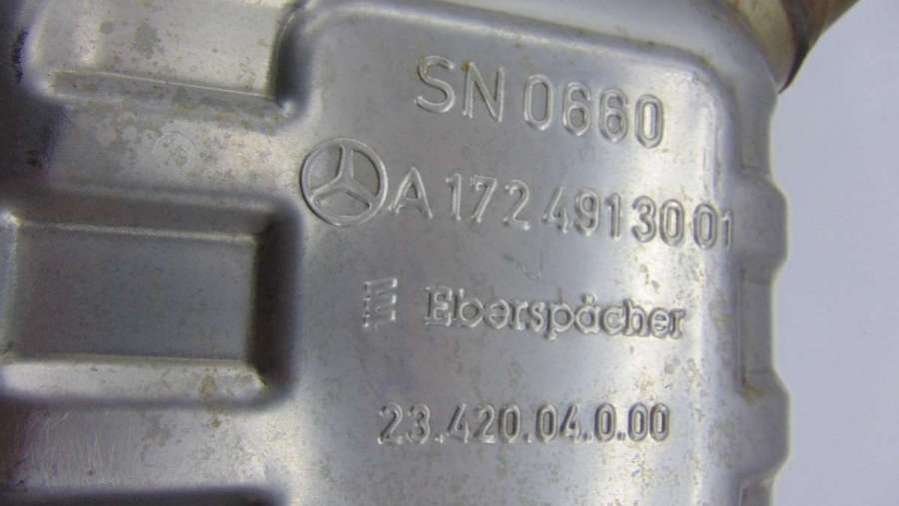 SN 0660
A 172 491 30 01
Eberspächer
23.420.04.0.00